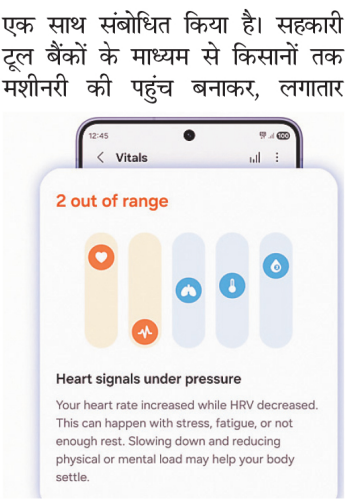 एक साथ संबोधित किया है। सहकारी
टूल बैंकों के माध्यम से किसानों तक
मशीनरी की पहुंच बनाकर, लगातार
12:45
100
Vitals
2 out of range
Heart signals under pressure
Your heart rate increased while HRV decreased.
This can happen with stress, fatigue, or not
enough rest. Slowing down and reducing
physical or mental load may help your body
settle.